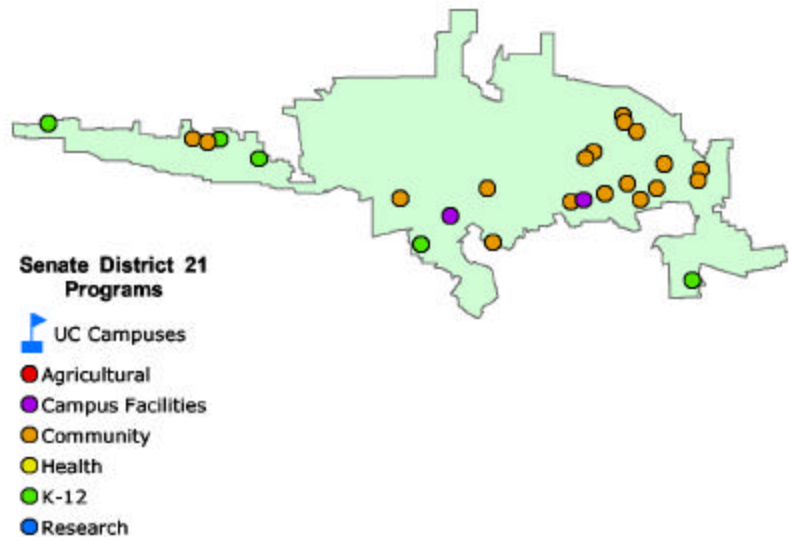 Senate District 21
Programs
UC Campuses
Agricultural
Campus Facilities
Community
Health
K-12
Research